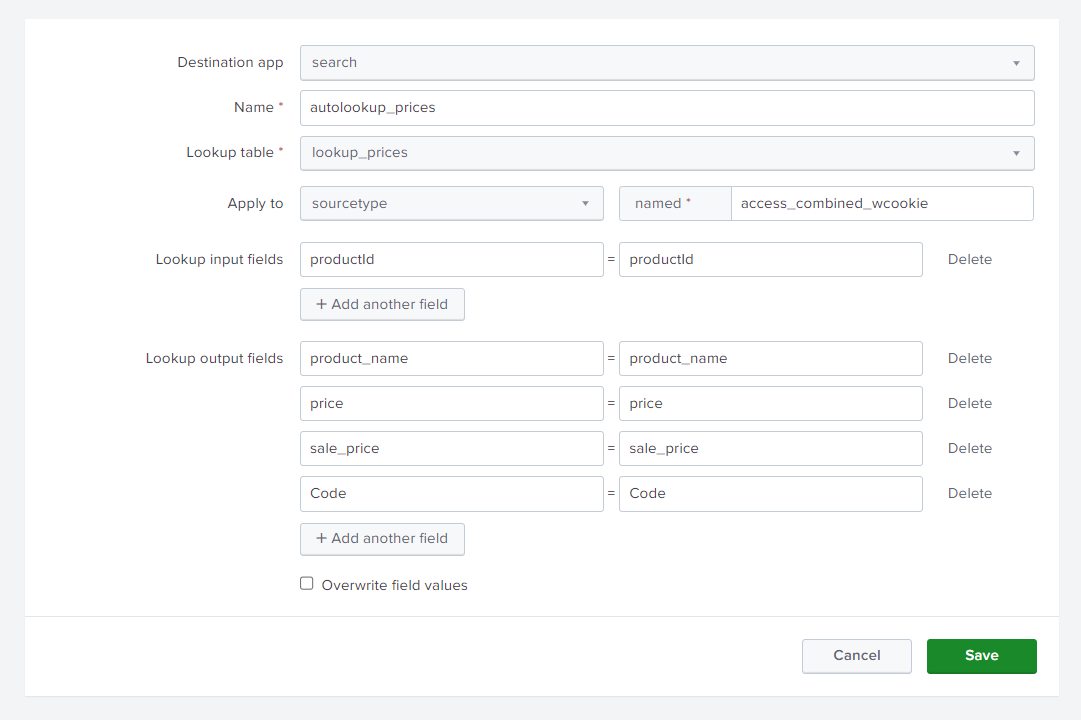 Destination app search
Name * autolookup_prices
Lookup table * lookup_prices
Apply to sourcetype named * access_combined_wcookie
Lookup input fields productId = productId Delete
+ Add another field
Lookup output fields product_name = product_name Delete
price = price Delete
sale_price = sale_price Delete
Code = Code Delete
+ Add another field
Overwrite field values
Cancel Save